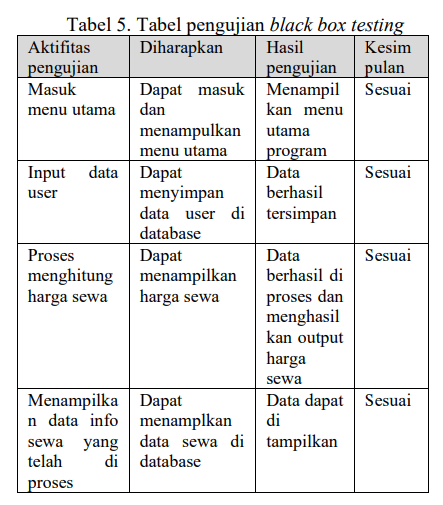 Tabel 5. Tabel pengujian black box testing
Aktifitas pengujian | Diharapkan | Hasil pengujian | Kesim pulan
Masuk menu utama | Dapat masuk dan menampulkan menu utama | Menampil kan menu utama program | Sesuai
Input data user | Dapat menyimpan data user di database | Data berhasil tersimpan | Sesuai
Proses menghitung harga sewa | Dapat menampilkan harga sewa | Data berhasil di proses dan menghasil kan output harga sewa | Sesuai
Menampilka n data info sewa yang telah di proses | Dapat menamplkan data sewa di database | Data dapat di tampilkan | Sesuai